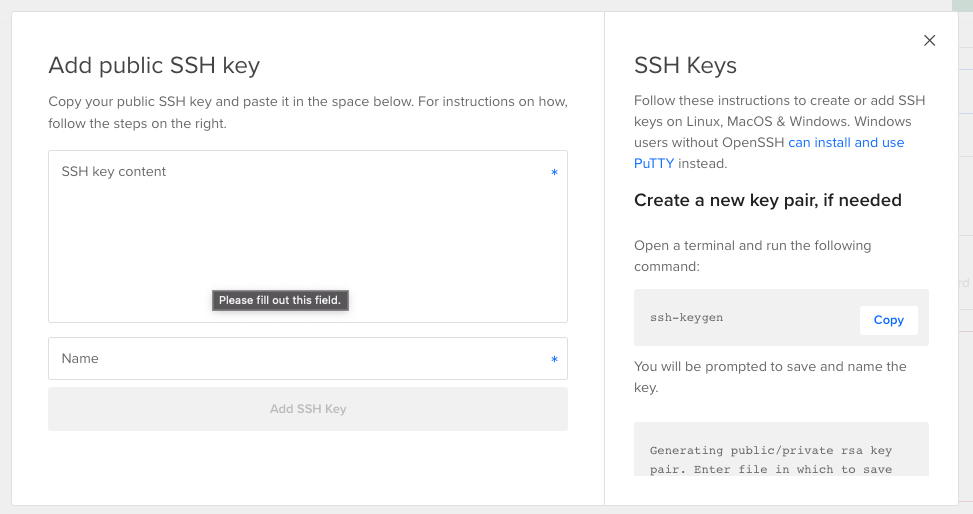 Add public SSH key
Copy your public SSH key and paste it in the space below. For instructions on how,
follow the steps on the right.
SSH key content *
Please fill out this field.
Name *
Add SSH Key
SSH Keys
Follow these instructions to create or add SSH
keys on Linux, MacOS & Windows. Windows
users without OpenSSH can install and use
PuTTY instead.
Create a new key pair, if needed
Open a terminal and run the following
command:
ssh-keygen
Copy
You will be prompted to save and name the
key.
Generating public/private rsa key
pair. Enter file in which to save
rd